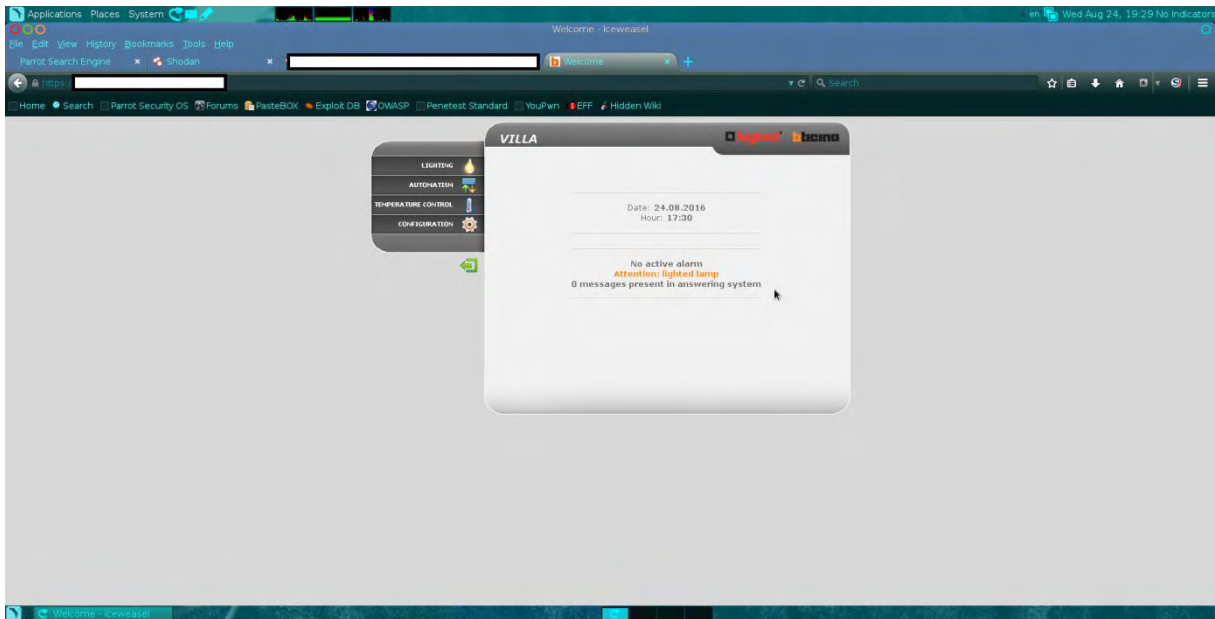 Applications Places System
en Wed Aug 24, 19:29 No Indicators
Welcome - Iceweasel
File Edit View History Bookmarks Tools Help
Parrot Search Engine × Shodan × Welcome × +
https:/ Search
Home Search Parrot Security OS Forums PasteBOX Exploit DB OWASP Penetest Standard YouPwn EFF Hidden Wiki
VILLA legrand bticino
LIGHTING
AUTOMATISM
TEMPERATURE CONTROL
CONFIGURATION
Date: 24.08.2016
Hour: 17:30
No active alarm
Attention: lighted lamp
0 messages present in answering system
Welcome - Iceweasel